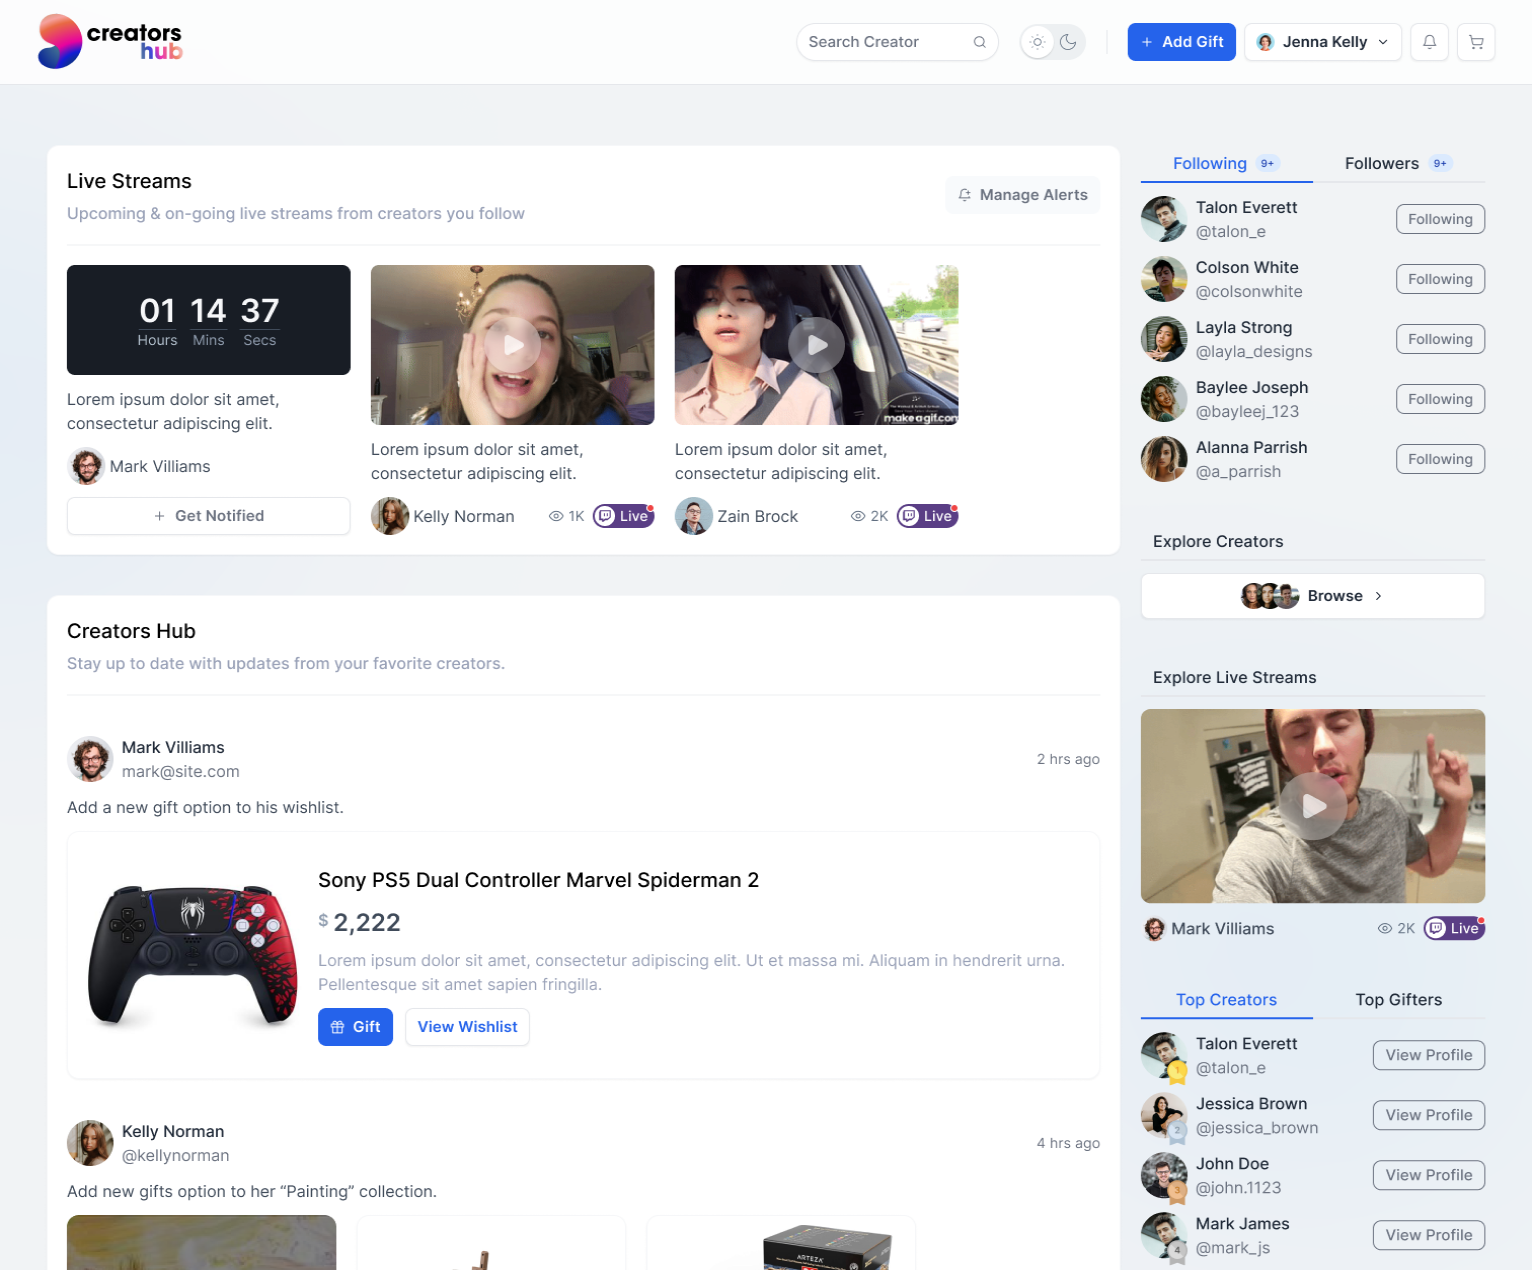 creators
hub
Search Creator
Add Gift
Jenna Kelly
Live Streams
Upcoming & on-going live streams from creators you follow
Manage Alerts
01 14 37
Hours Mins Secs
Lorem ipsum dolor sit amet,
consectetur adipiscing elit.
Mark Villiams
Get Notified
makeagif.com
Lorem ipsum dolor sit amet,
consectetur adipiscing elit.
Kelly Norman
1K
Live
Lorem ipsum dolor sit amet,
consectetur adipiscing elit.
Zain Brock
2K
Live
Creators Hub
Stay up to date with updates from your favorite creators.
Mark Villiams
mark@site.com
2 hrs ago
Add a new gift option to his wishlist.
Sony PS5 Dual Controller Marvel Spiderman 2
$ 2,222
Lorem ipsum dolor sit amet, consectetur adipiscing elit. Ut et massa mi. Aliquam in hendrerit urna.
Pellentesque sit amet sapien fringilla.
Gift
View Wishlist
Kelly Norman
@kellynorman
4 hrs ago
Add new gifts option to her “Painting” collection.
ARTEZA
Following 9+
Followers 9+
Talon Everett
@talon_e
Following
Colson White
@colsonwhite
Following
Layla Strong
@layla_designs
Following
Baylee Joseph
@bayleej_123
Following
Alanna Parrish
@a_parrish
Following
Explore Creators
Browse
Explore Live Streams
Mark Villiams
2K
Live
Top Creators
Top Gifters
Talon Everett
@talon_e
1
View Profile
Jessica Brown
@jessica_brown
2
View Profile
John Doe
@john.1123
3
View Profile
Mark James
@mark_js
4
View Profile